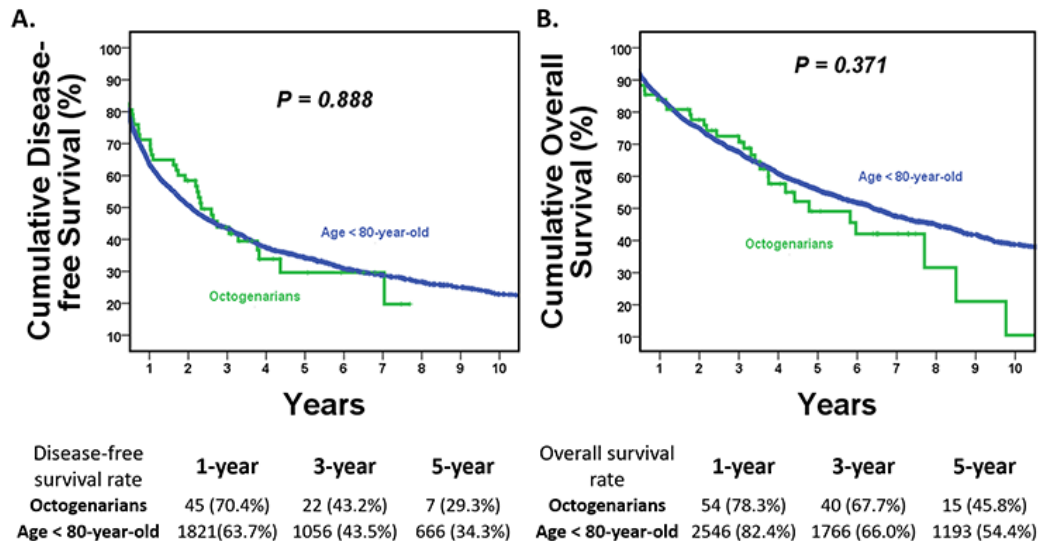 A.
Cumulative Disease-
free Survival (%)
100
90
80
70
60
50
40
30
20
10
P = 0.888
Age < 80-year-old
Octogenarians
1 2 3 4 5 6 7 8 9 10
Years
Disease-free
survival rate
1-year 3-year 5-year
Octogenarians 45 (70.4%) 22 (43.2%) 7 (29.3%)
Age < 80-year-old 1821(63.7%) 1056 (43.5%) 666 (34.3%)
B.
Cumulative Overall
Survival (%)
100
90
80
70
60
50
40
30
20
10
P = 0.371
Age < 80-year-old
Octogenarians
1 2 3 4 5 6 7 8 9 10
Years
Overall survival
rate
1-year 3-year 5-year
Octogenarians 54 (78.3%) 40 (67.7%) 15 (45.8%)
Age < 80-year-old 2546 (82.4%) 1766 (66.0%) 1193 (54.4%)